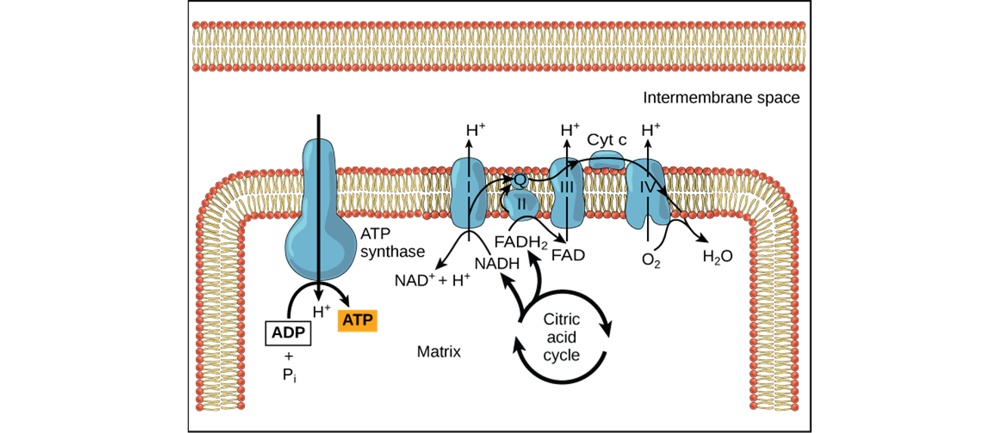 Intermembrane space
H⁺
H⁺
H⁺
Cyt c
Q
I
II
III
IV
ATP
synthase
FADH₂
FAD
NADH
NAD⁺ + H⁺
O₂
H₂O
H⁺
ATP
ADP
+
Pᵢ
Matrix
Citric
acid
cycle